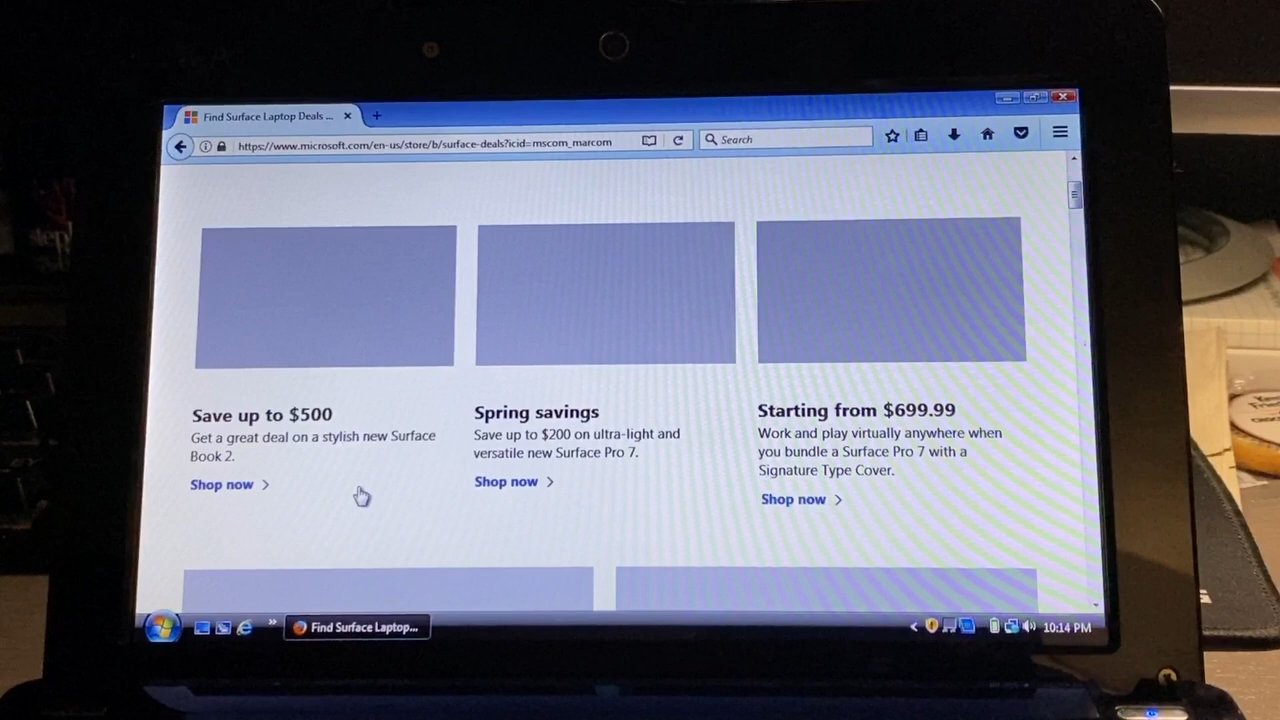 Find Surface Laptop Deals ...
https://www.microsoft.com/en-us/store/b/surface-deals?icid=mscom_marcom
Search
Save up to $500
Get a great deal on a stylish new Surface
Book 2.
Shop now
Spring savings
Save up to $200 on ultra-light and
versatile new Surface Pro 7.
Shop now
Starting from $699.99
Work and play virtually anywhere when
you bundle a Surface Pro 7 with a
Signature Type Cover.
Shop now
Find Surface Laptop...
10:14 PM